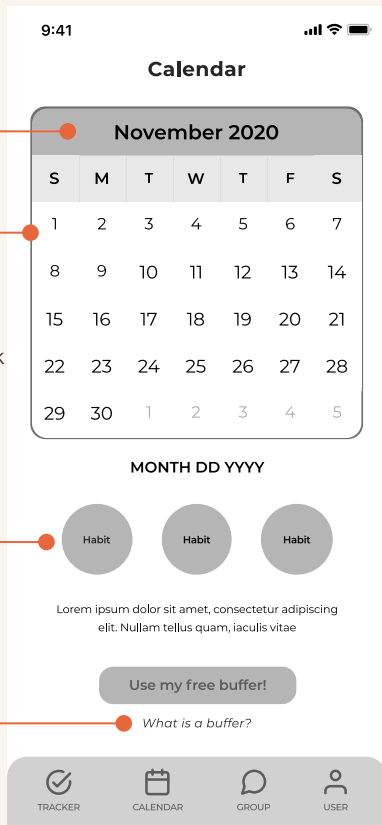 9:41
Calendar
November 2020
S M T W T F S
1 2 3 4 5 6 7
8 9 10 11 12 13 14
15 16 17 18 19 20 21
22 23 24 25 26 27 28
29 30 1 2 3 4 5
MONTH DD YYYY
Habit Habit Habit
Lorem ipsum dolor sit amet, consectetur adipiscing
elit. Nullam tellus quam, iaculis vitae
Use my free buffer!
What is a buffer?
TRACKER CALENDAR GROUP USER